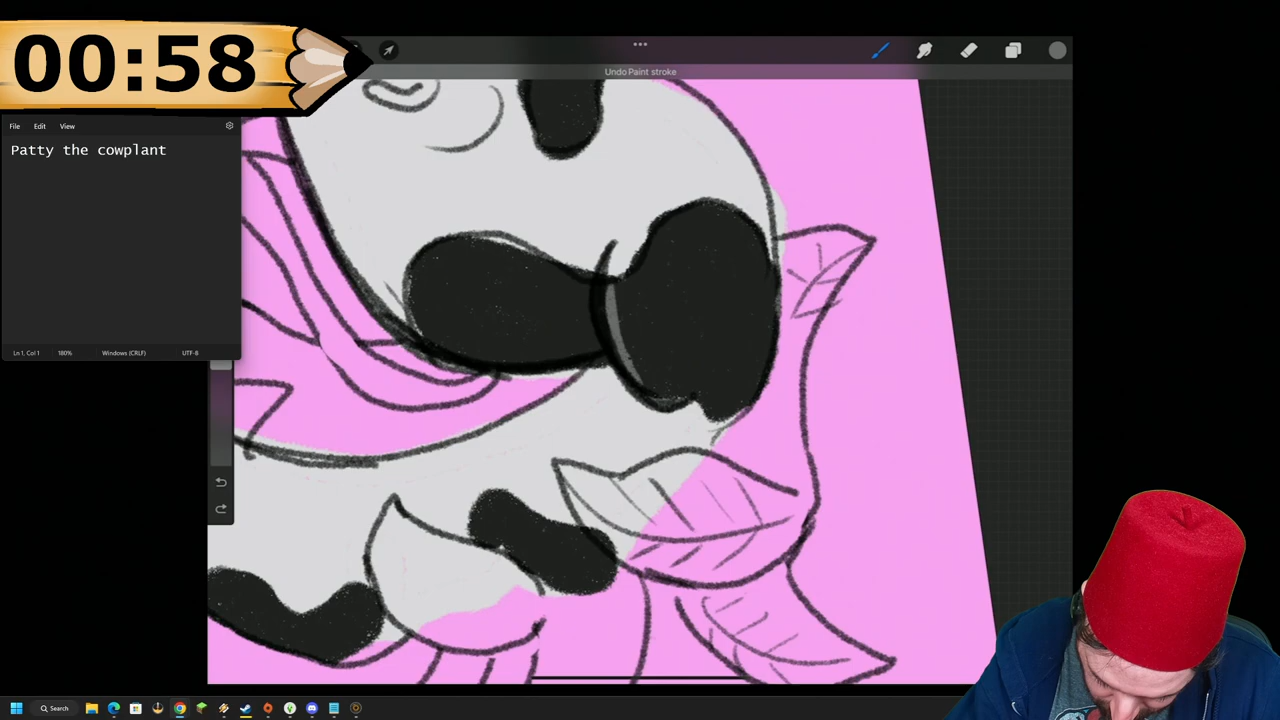 00:58
Undo Paint stroke
File Edit View
Patty the cowplant
Ln 1, Col 1 180% Windows (CRLF) UTF-8
Search